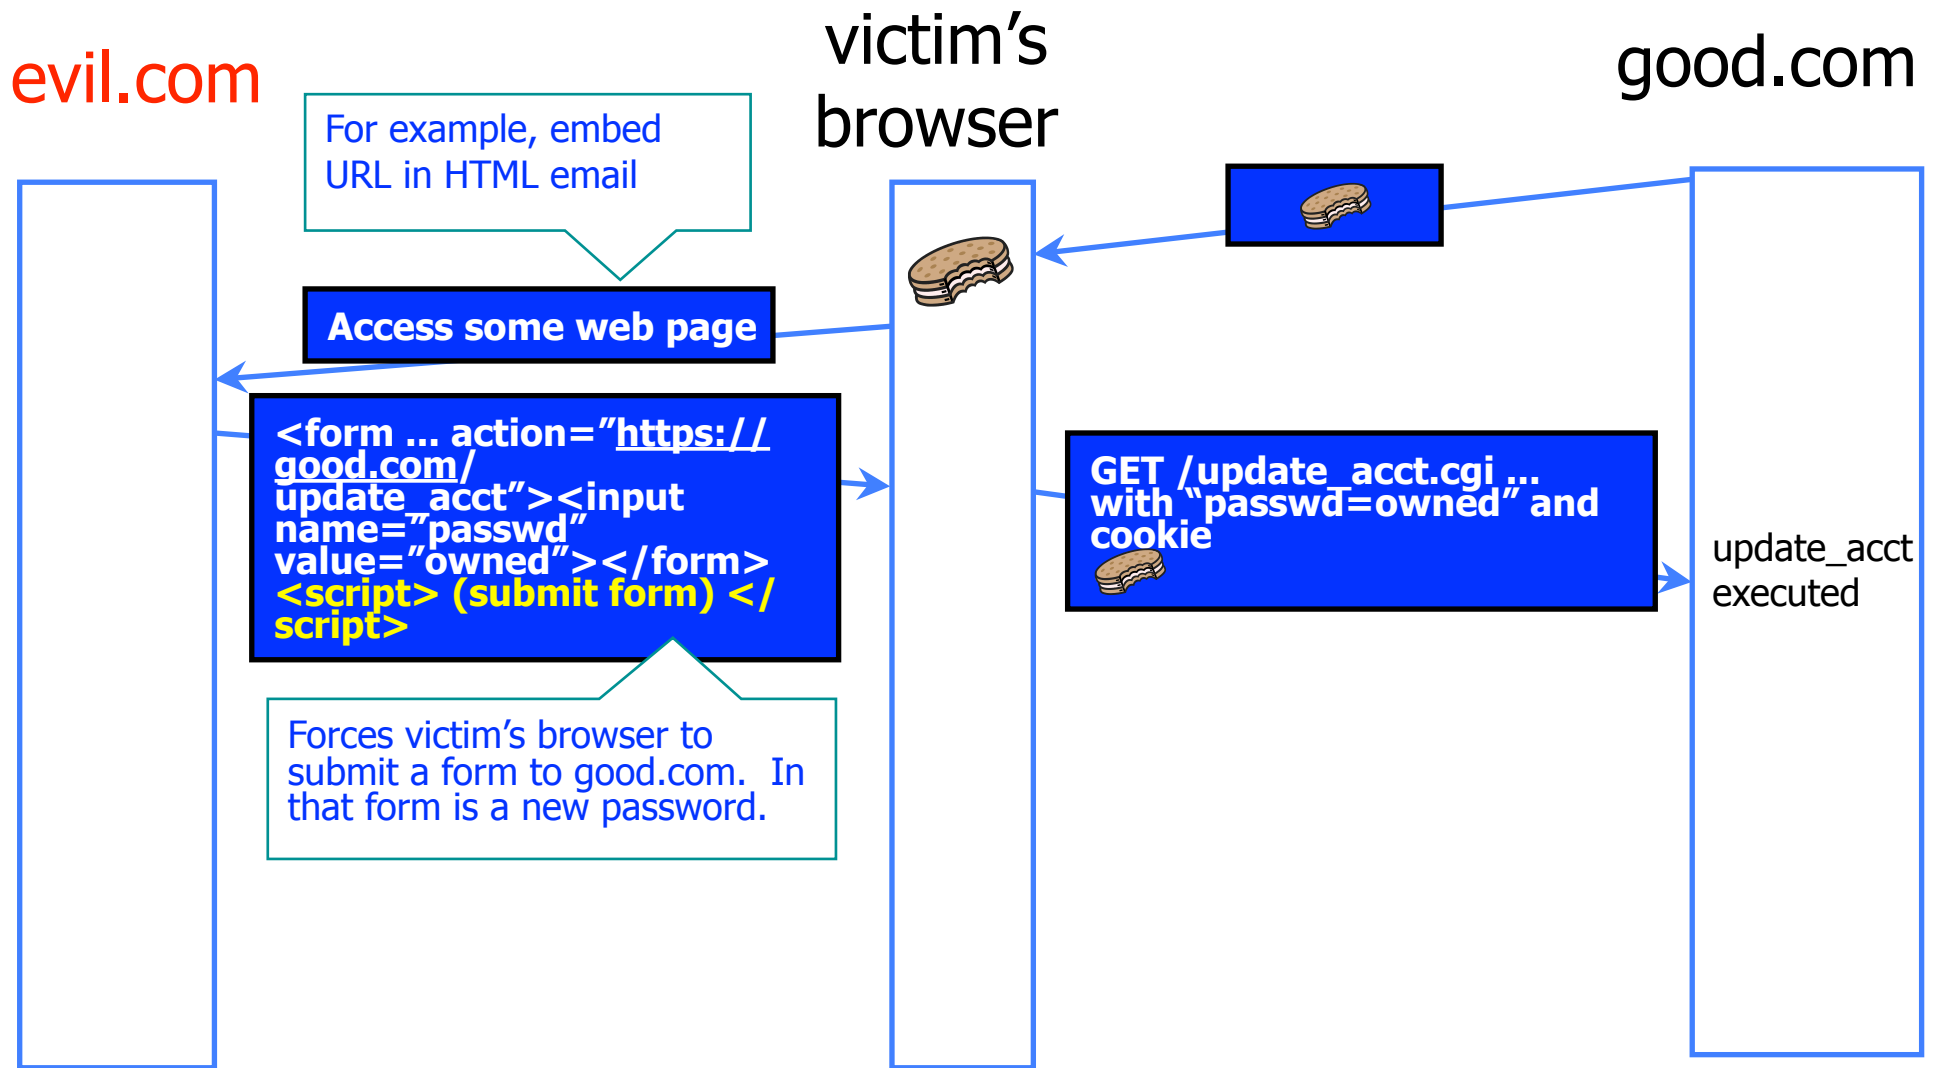 evil.com
victim’s
browser
good.com
For example, embed
URL in HTML email
Access some web page
<form … action=″https://
good.com/
update_acct″><input
name=″passwd″
value=″owned″></form>
<script> (submit form) </
script>
Forces victim’s browser to
submit a form to good.com.  In
that form is a new password.
GET /update_acct.cgi …
with “passwd=owned” and
cookie
update_acct
executed